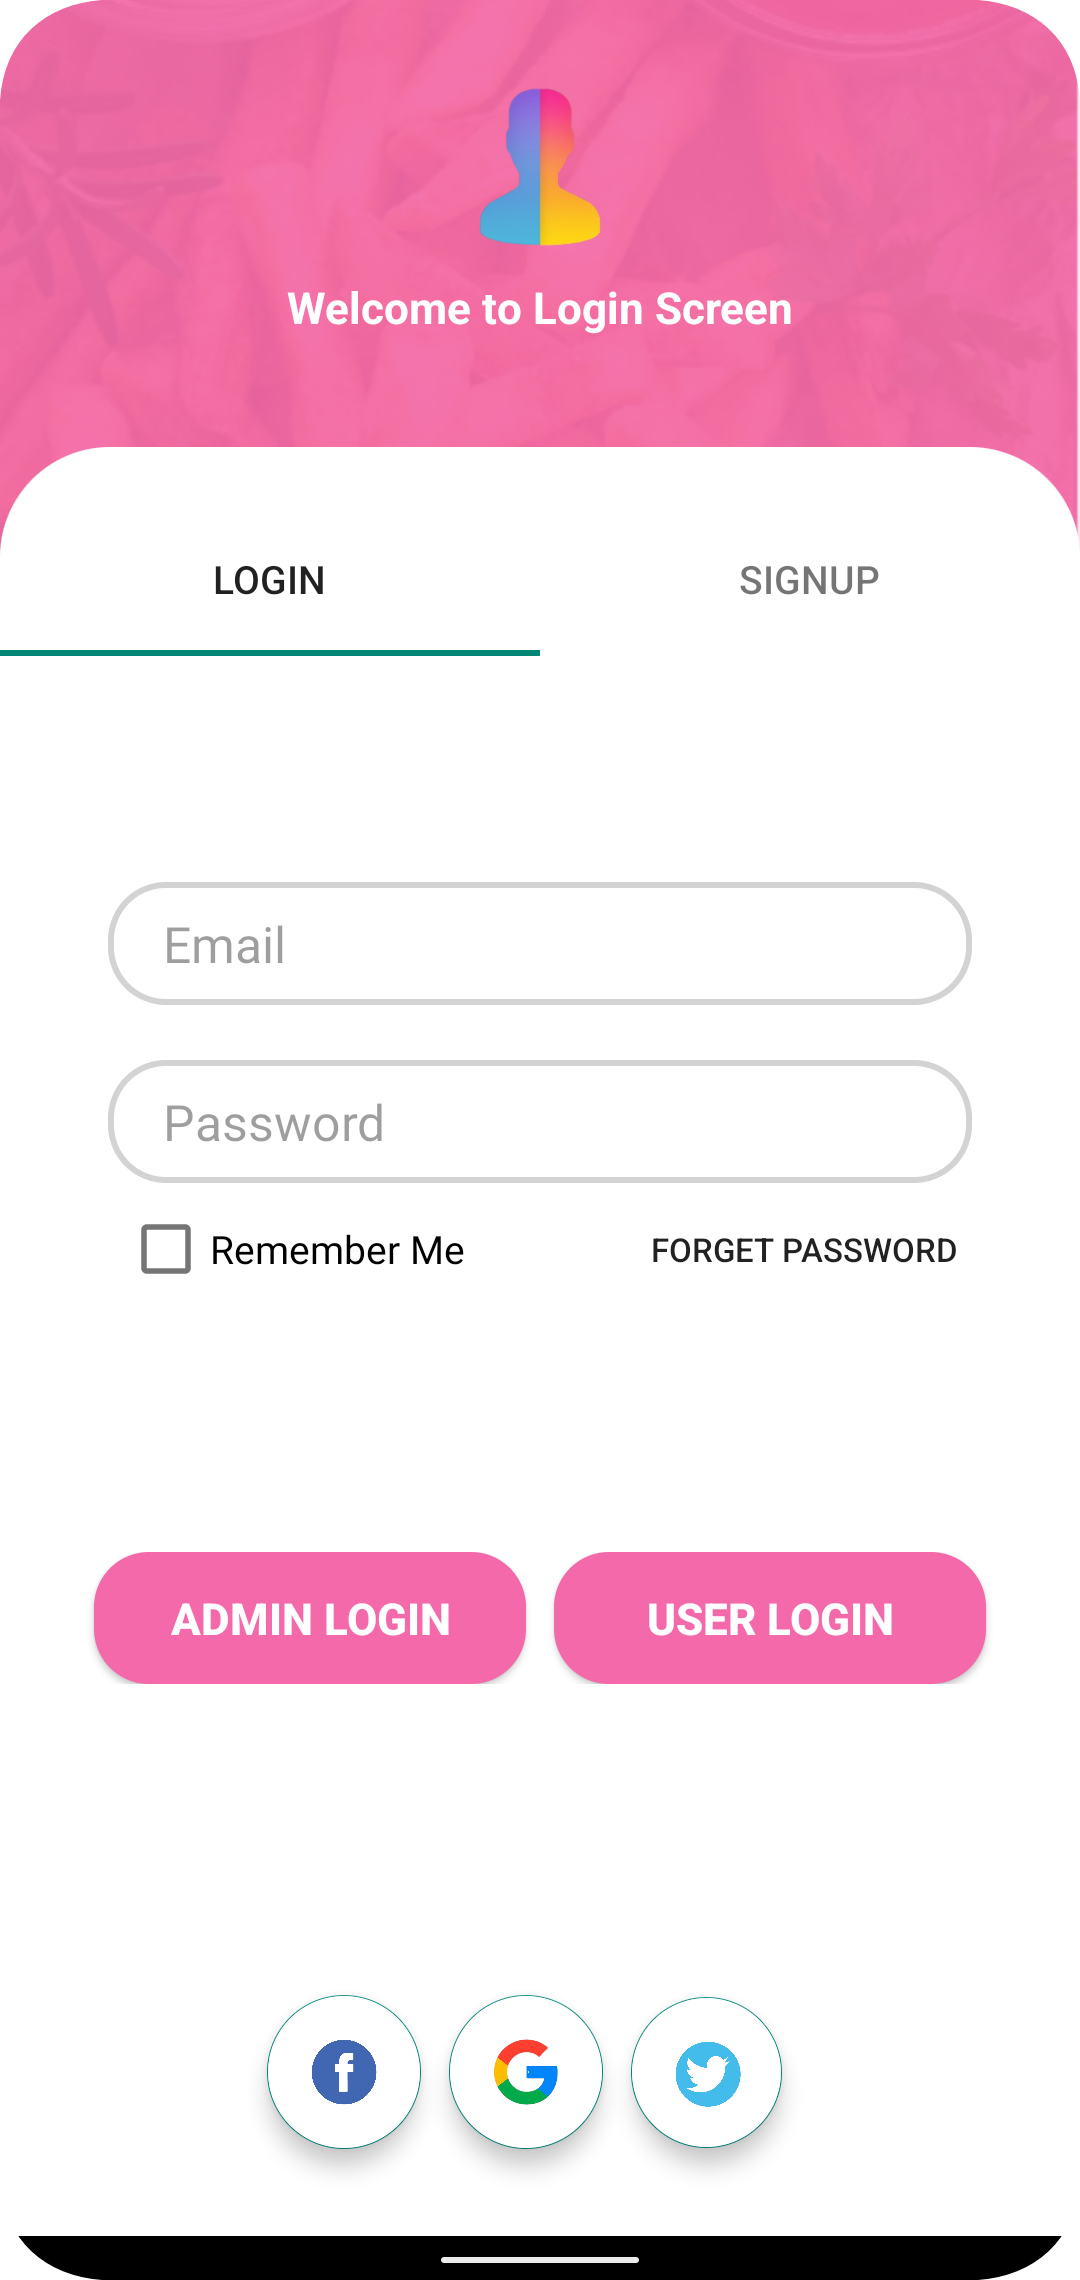 Welcome to Login Screen
LOGIN
SIGNUP
Email
Password
Remember Me
FORGET PASSWORD
ADMIN LOGIN
USER LOGIN